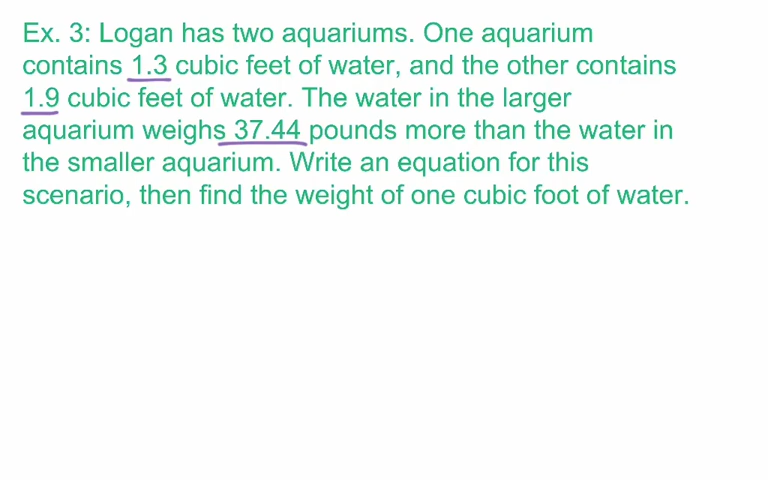 Ex. 3: Logan has two aquariums. One aquarium
contains 1.3 cubic feet of water, and the other contains
1.9 cubic feet of water. The water in the larger
aquarium weighs 37.44 pounds more than the water in
the smaller aquarium. Write an equation for this
scenario, then find the weight of one cubic foot of water.